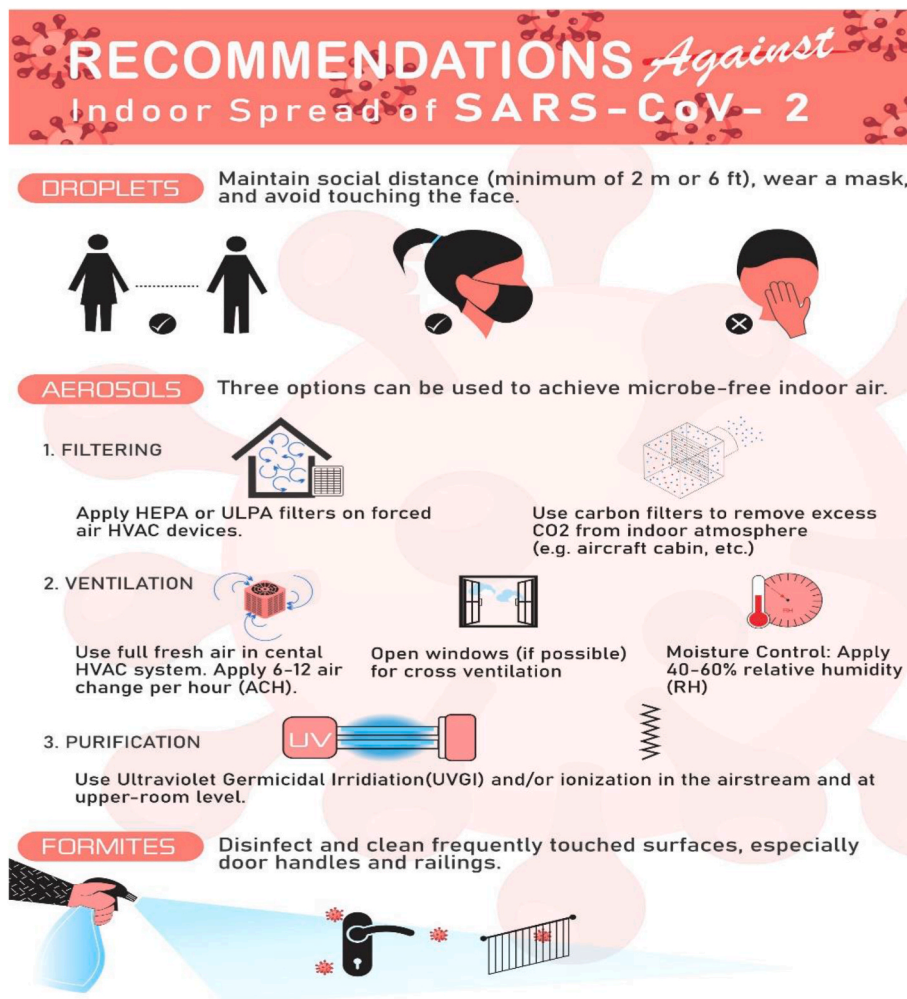 RECOMMENDATIONS Against
Indoor Spread of SARS-CoV-2
DROPLETS
Maintain social distance (minimum of 2 m or 6 ft), wear a mask,
and avoid touching the face.
AEROSOLS
Three options can be used to achieve microbe-free indoor air.
1. FILTERING
Apply HEPA or ULPA filters on forced
air HVAC devices.
Use carbon filters to remove excess
CO2 from indoor atmosphere
(e.g. aircraft cabin, etc.)
2. VENTILATION
Use full fresh air in cental
HVAC system. Apply 6-12 air
change per hour (ACH).
Open windows (if possible)
for cross ventilation
Moisture Control: Apply
40-60% relative humidity
(RH)
3. PURIFICATION
UV
Use Ultraviolet Germicidal Irridiation(UVGI) and/or ionization in the airstream and at
upper-room level.
FORMITES
Disinfect and clean frequently touched surfaces, especially
door handles and railings.